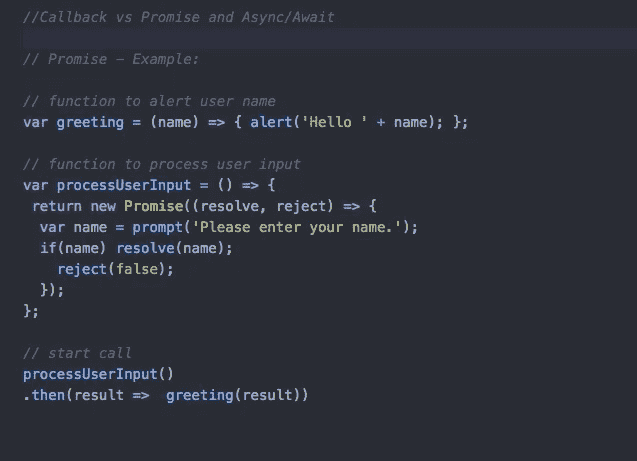 //Callback vs Promise and Async/Await
// Promise – Example:
// function to alert user name
var greeting = (name) => { alert('Hello ' + name); };
// function to process user input
var processUserInput = () => {
return new Promise((resolve, reject) => {
var name = prompt('Please enter your name.');
if(name) resolve(name);
reject(false);
});
};
// start call
processUserInput()
.then(result =>  greeting(result))